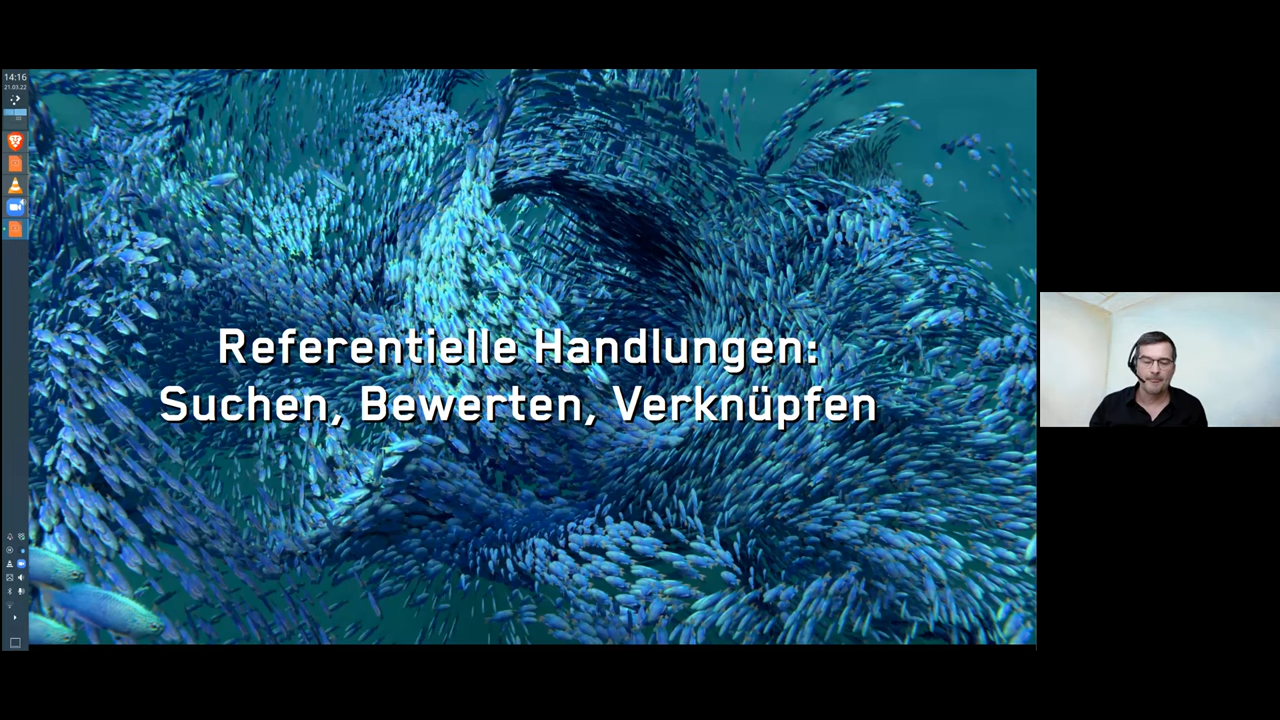 14:16
21.03.22
Referentielle Handlungen:
Suchen, Bewerten, Verknüpfen